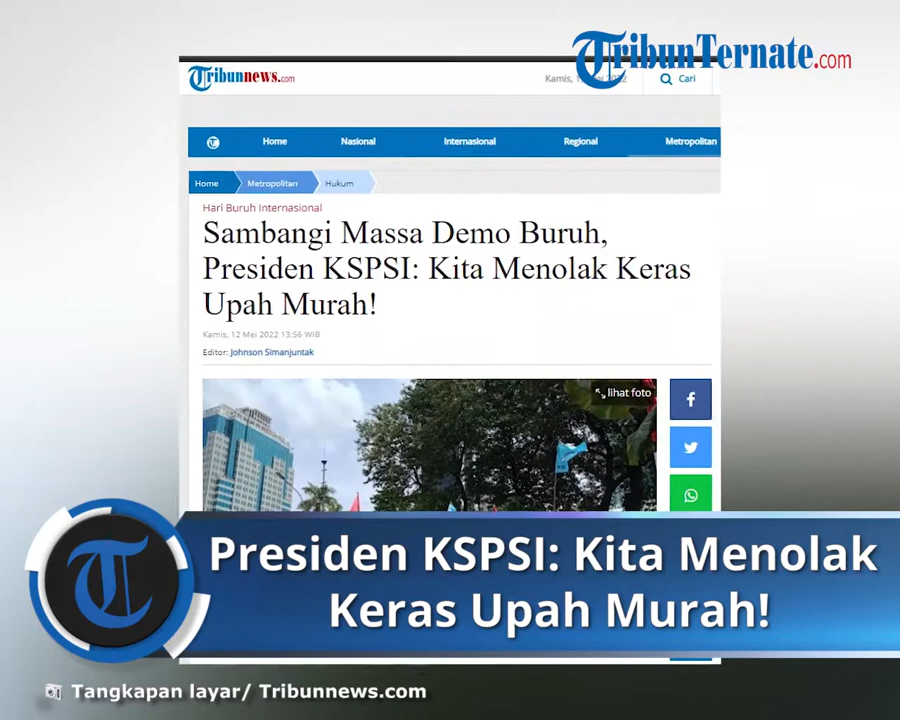 TribunTernate.com
Tribunnews.com
Kamis, 2022
Cari
Home Nasional Internasional Regional Metropolitan
Home Metropolitan Hukum
Hari Buruh Internasional
Sambangi Massa Demo Buruh,
Presiden KSPSI: Kita Menolak Keras
Upah Murah!
Kamis, 12 Mei 2022 13:56 WIB
Editor: Johnson Simanjuntak
lihat foto
Presiden KSPSI: Kita Menolak
Keras Upah Murah!
Tangkapan layar/ Tribunnews.com